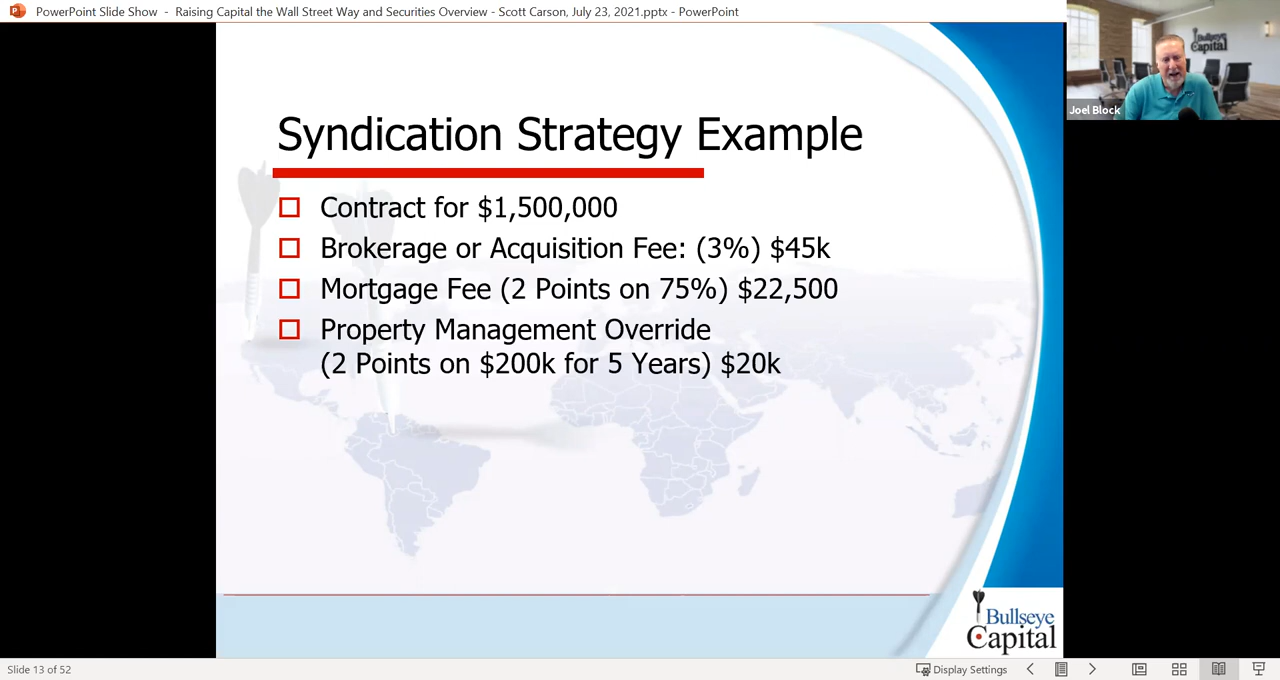 PowerPoint Slide Show - Raising Capital the Wall Street Way and Securities Overview - Scott Carson, July 23, 2021.pptx - PowerPoint
Bullseye
Capital
Joel Block
Syndication Strategy Example
Contract for $1,500,000
Brokerage or Acquisition Fee: (3%) $45k
Mortgage Fee (2 Points on 75%) $22,500
Property Management Override
(2 Points on $200k for 5 Years) $20k
Bullseye
Capital
Slide 13 of 52
Display Settings